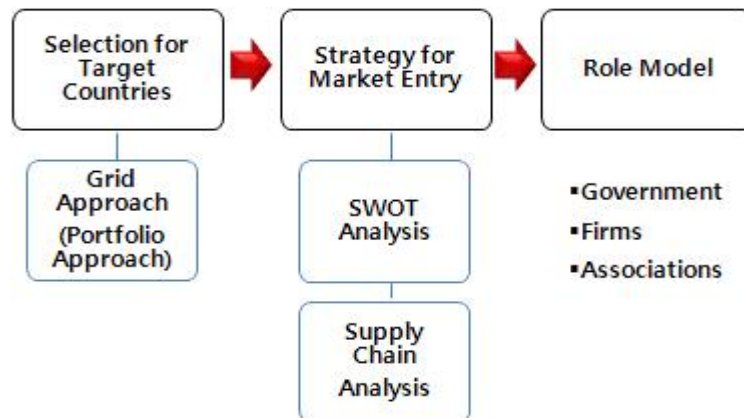 Selection for
Target
Countries
Strategy for
Market Entry
Role Model
Grid
Approach
(Portfolio
Approach)
SWOT
Analysis
▪Government
▪Firms
▪Associations
Supply
Chain
Analysis